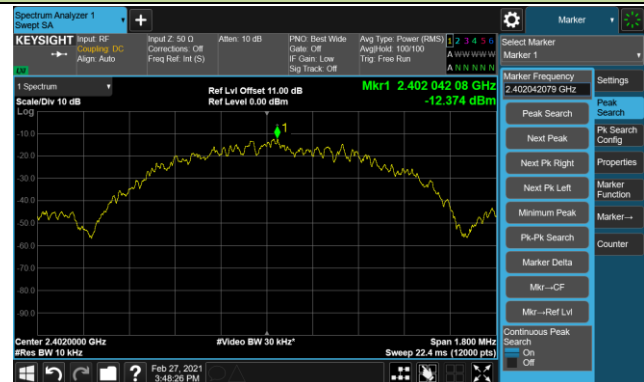 Spectrum Analyzer 1
Swept SA
Marker
KEYSIGHT
Input: RF
Coupling: DC
Align: Auto
Input Z: 50 Ω
Corrections: Off
Freq Ref: Int (S)
Atten: 10 dB
PNO: Best Wide
Gate: Off
IF Gain: Low
Sig Track: Off
Avg Type: Power (RMS)
Avg|Hold: 100/100
Trig: Free Run
1 2 3 4 5 6
A W W W W W
A N N N N N
Select Marker
Marker 1
1 Spectrum
Scale/Div 10 dB
Log
Ref Lvl Offset 11.00 dB
Ref Level 0.00 dBm
Mkr1 2.402 042 08 GHz
-12.374 dBm
1
-10.0
-20.0
-30.0
-40.0
-50.0
-60.0
-70.0
-80.0
-90.0
Center 2.4020000 GHz
#Res BW 10 kHz
#Video BW 30 kHz*
Span 1.800 MHz
Sweep 22.4 ms (12000 pts)
Marker Frequency
2.402042079 GHz
Peak Search
Next Peak
Next Pk Right
Next Pk Left
Minimum Peak
Pk-Pk Search
Marker Delta
Mkr→CF
Mkr→Ref Lvl
Continuous Peak
Search
On
Off
Settings
Peak
Search
Pk Search
Config
Properties
Marker
Function
Marker→
Counter
?
Feb 27, 2021
3:48:26 PM